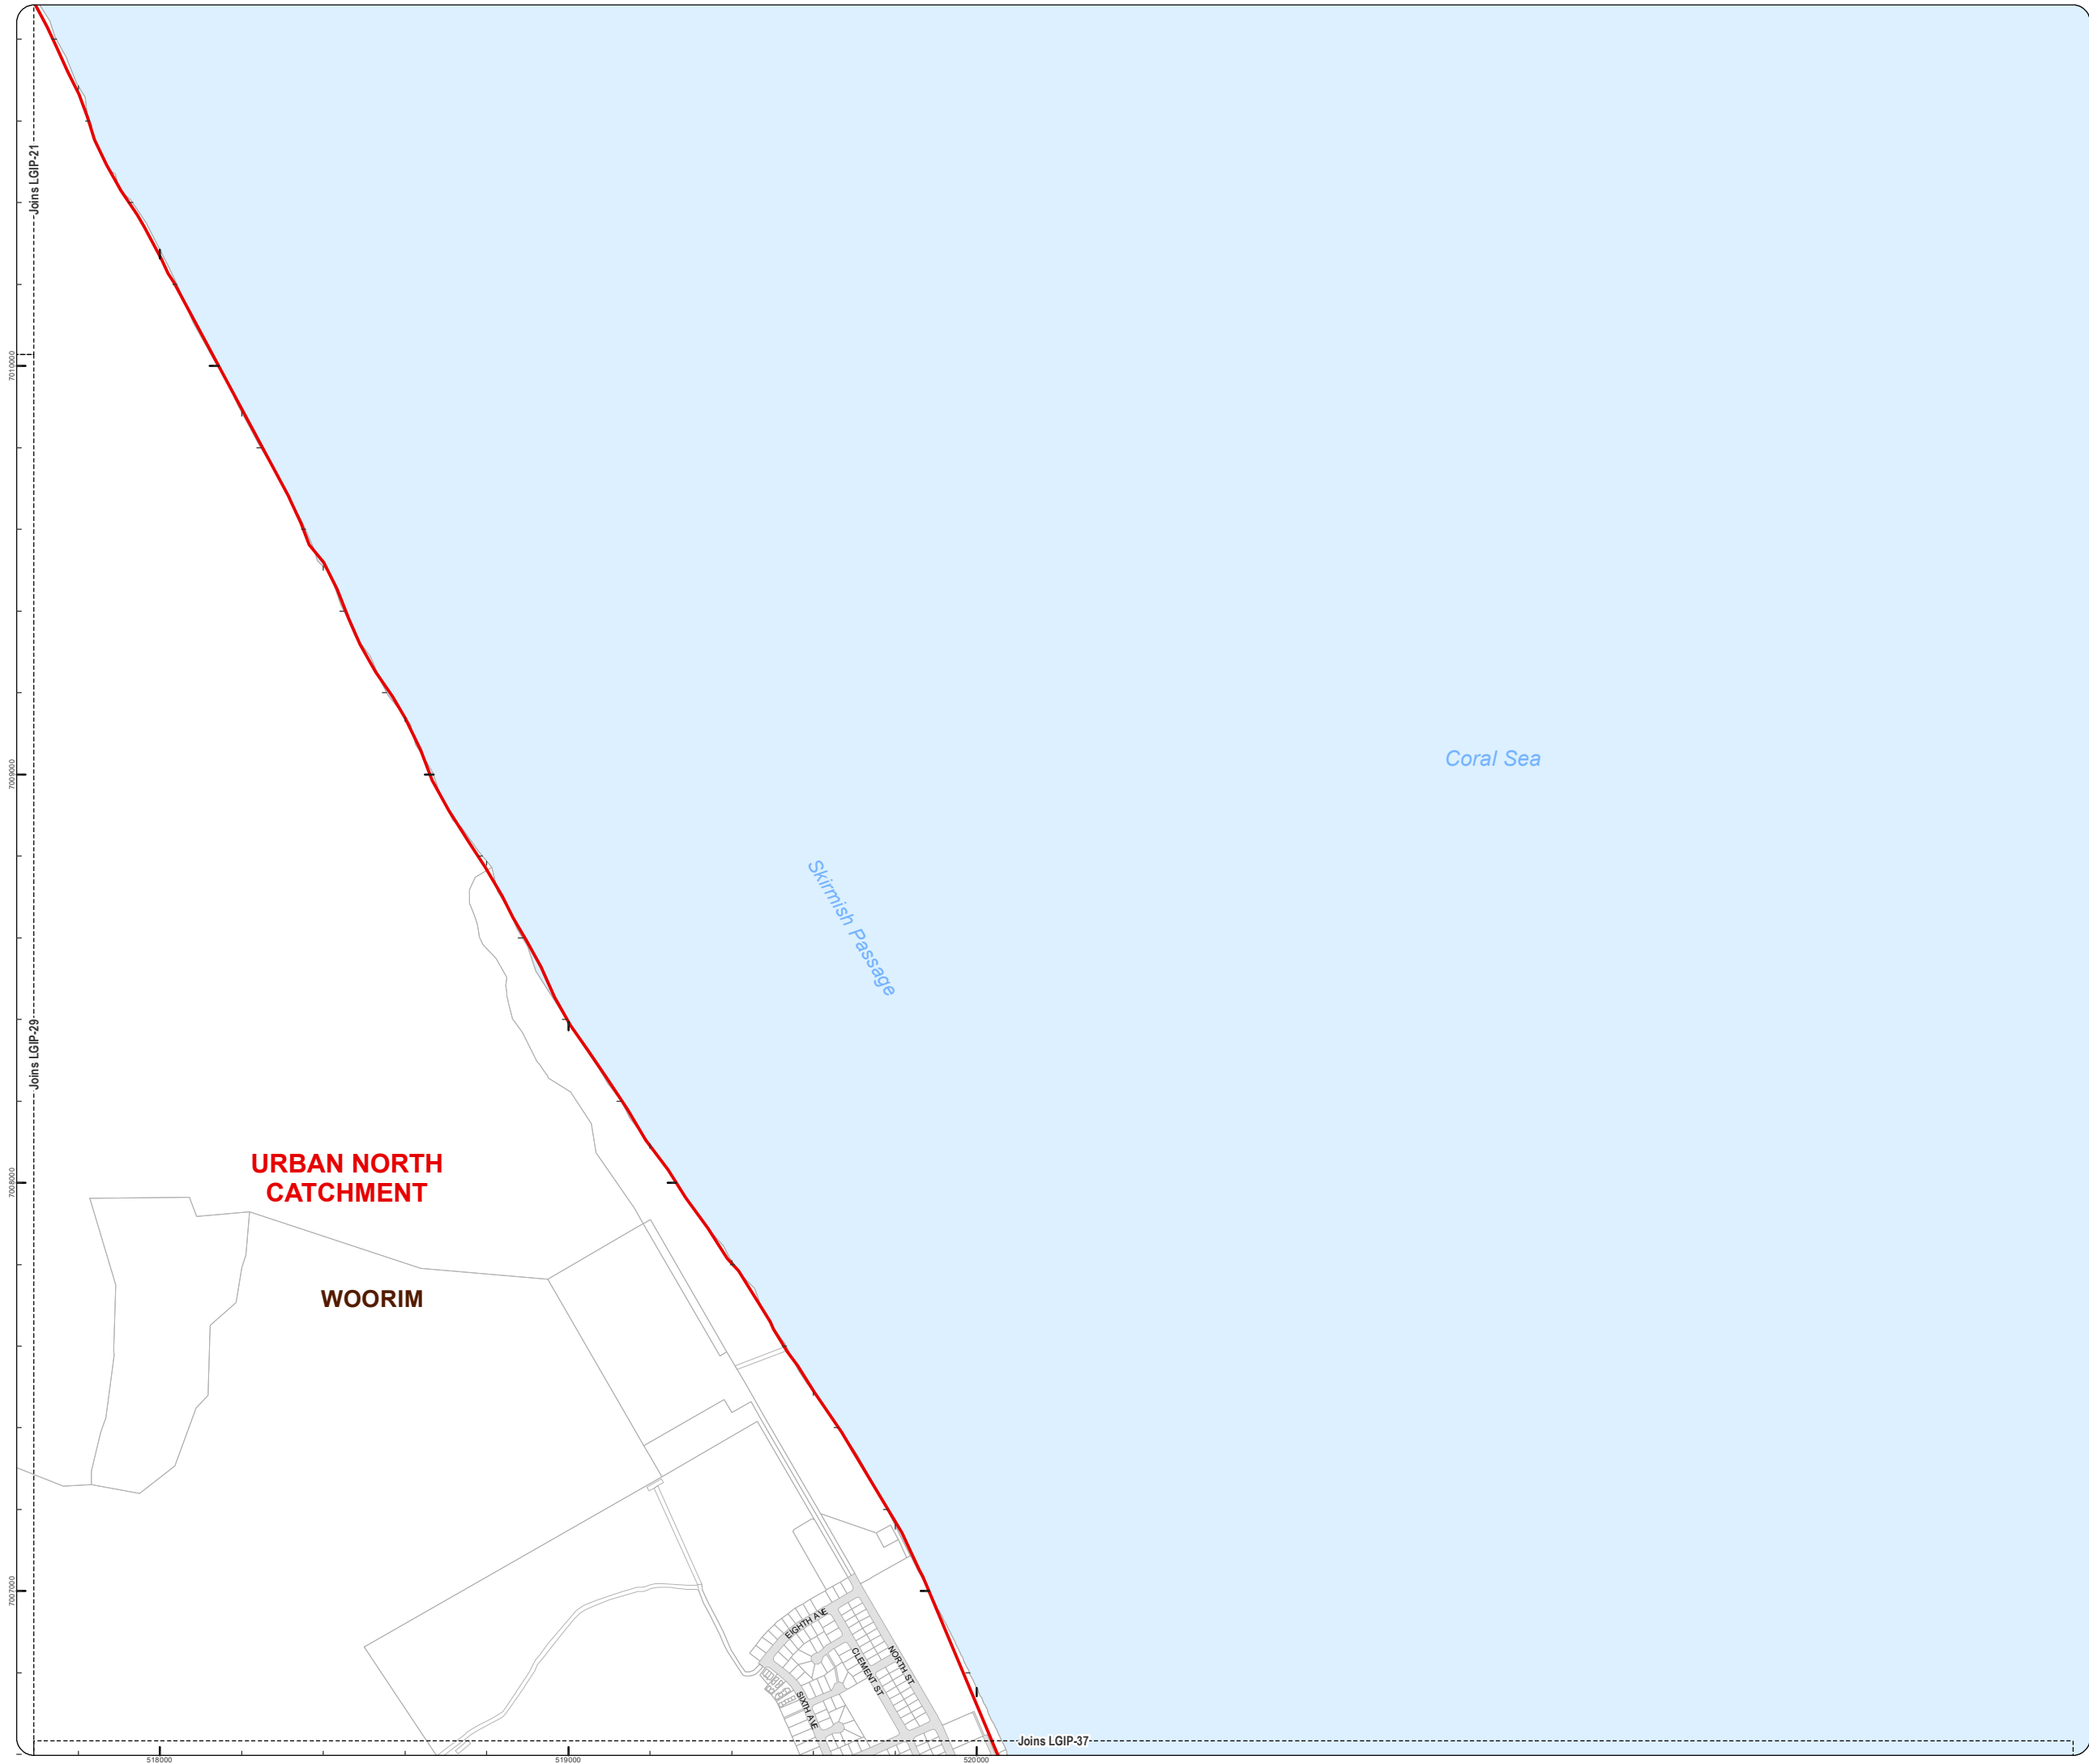 Joins LGIP-21
7010000
7009000
Coral Sea
Skirmish Passage
Joins LGIP-29
URBAN NORTH
CATCHMENT
7008000
WOORIM
7007000
EIGHTH AVE
CLEMENT ST
NORTH ST
SIXTH AVE
Joins LGIP-37
518000
519000
520000